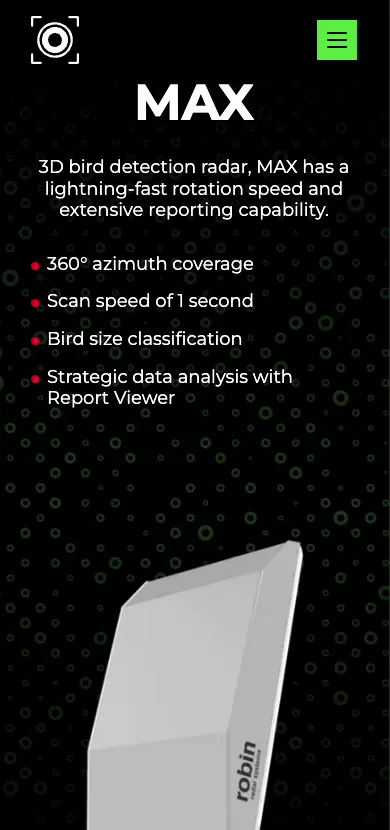 MAX
3D bird detection radar, MAX has a
lightning-fast rotation speed and
extensive reporting capability.
360° azimuth coverage
Scan speed of 1 second
Bird size classification
Strategic data analysis with
Report Viewer
robin
radar systems